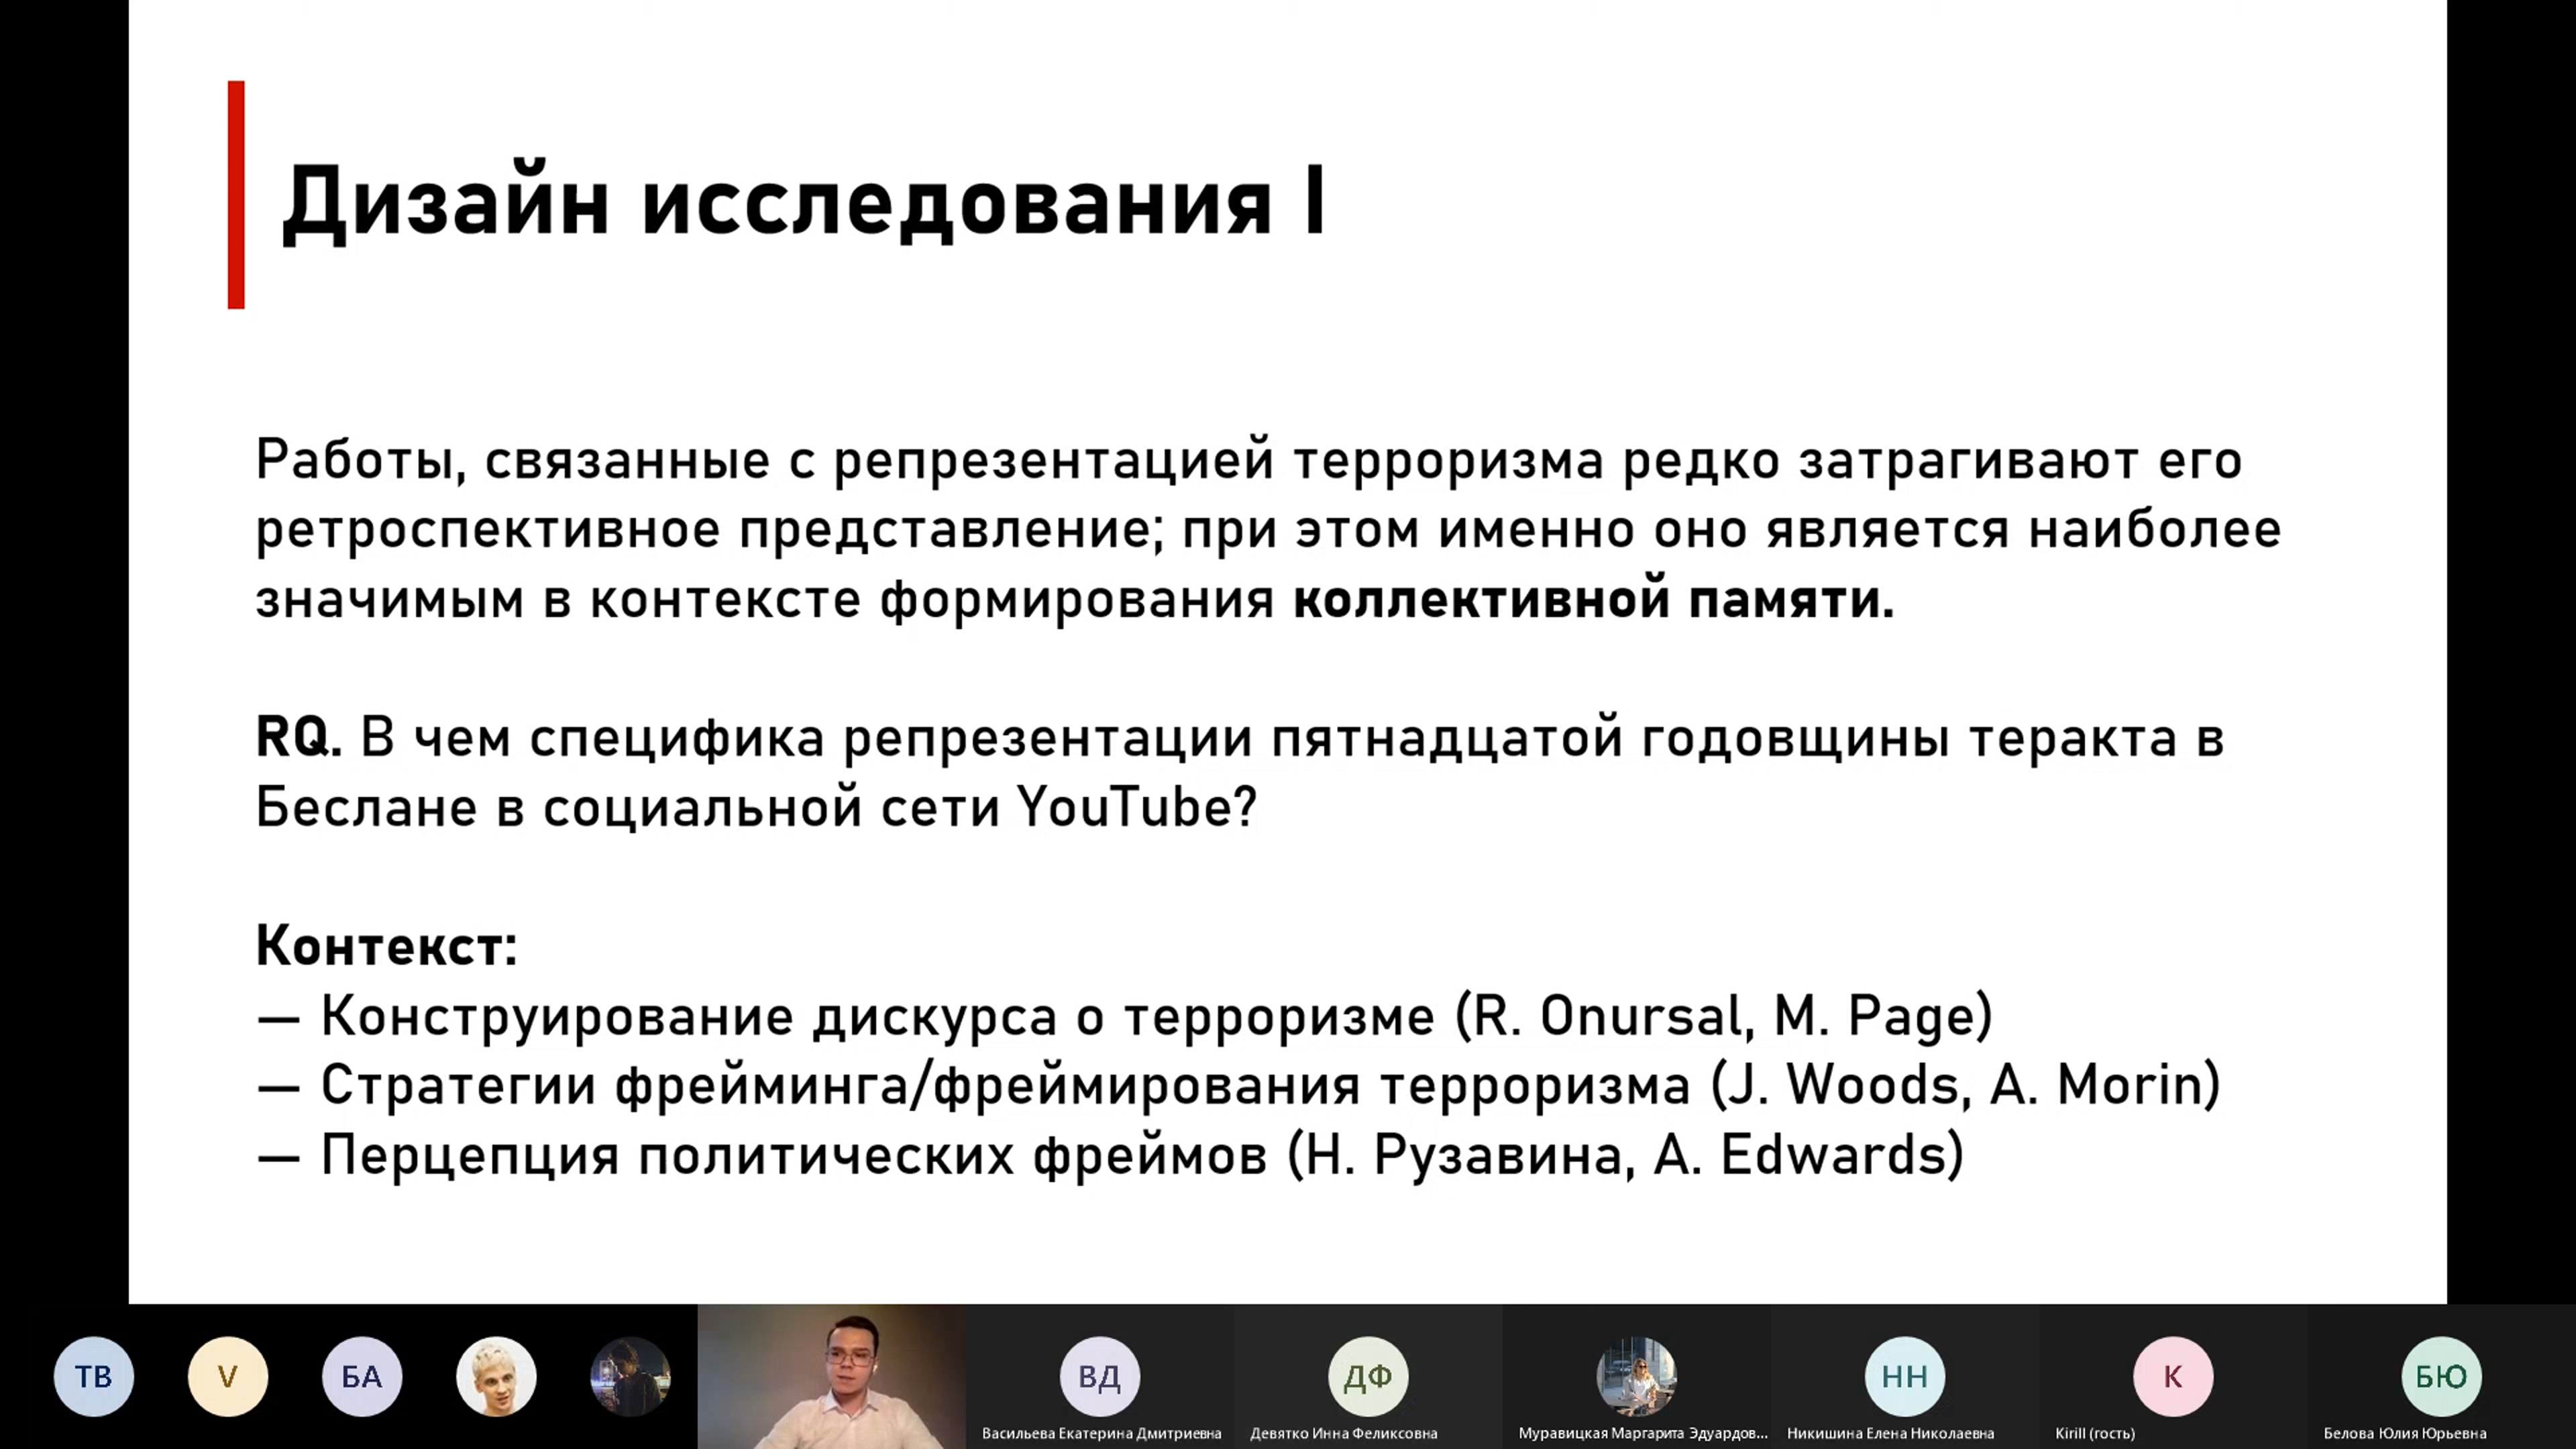 Дизайн исследования I
Работы, связанные с репрезентацией терроризма редко затрагивают его
ретроспективное представление; при этом именно оно является наиболее
значимым в контексте формирования коллективной памяти.
RQ. В чем специфика репрезентации пятнадцатой годовщины теракта в
Беслане в социальной сети YouTube?
Контекст:
— Конструирование дискурса о терроризме (R. Onursal, M. Page)
— Стратегии фрейминга/фреймирования терроризма (J. Woods, A. Morin)
— Перцепция политических фреймов (Н. Рузавина, A. Edwards)
ТВ
V
БА
ВД
ДФ
НН
К
БЮ
Васильева Екатерина Дмитриевна
Девятко Инна Феликсовна
Муравицкая Маргарита Эдуардов...
Никишина Елена Николаевна
Kirill (гость)
Белова Юлия Юрьевна